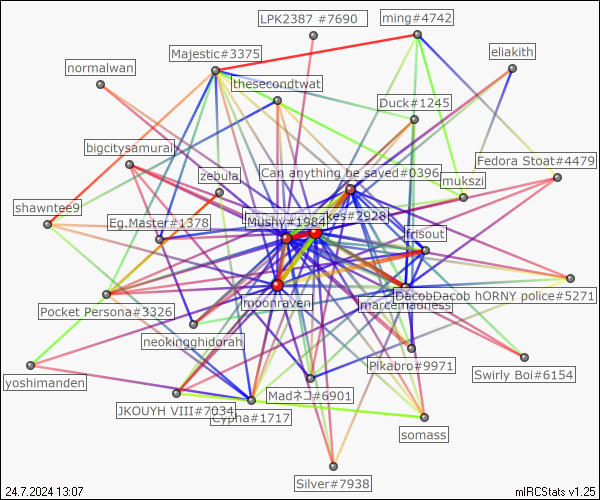 LPK2387 #7690
ming#4742
Majestic#3375
eliakith
normalwan
thesecondtwat
Duck#1245
bigcitysamurai
Fedora Stoat#4479
Can anything be saved#0396
zebula
mukszi
shawntee9
Eg.Master#1378
Mushy#1984
kes#2928
frisout
moonraven
DacobDacob hORNY police#5271
marcemadness
Pocket Persona#3326
neokingghidorah
Pikabro#9971
Swirly Boi#6154
yoshimanden
Madネコ#6901
JKOUYH VIII#7034
Cypha#1717
somass
Silver#7938
24.7.2024 13:07
mIRCStats v1.25